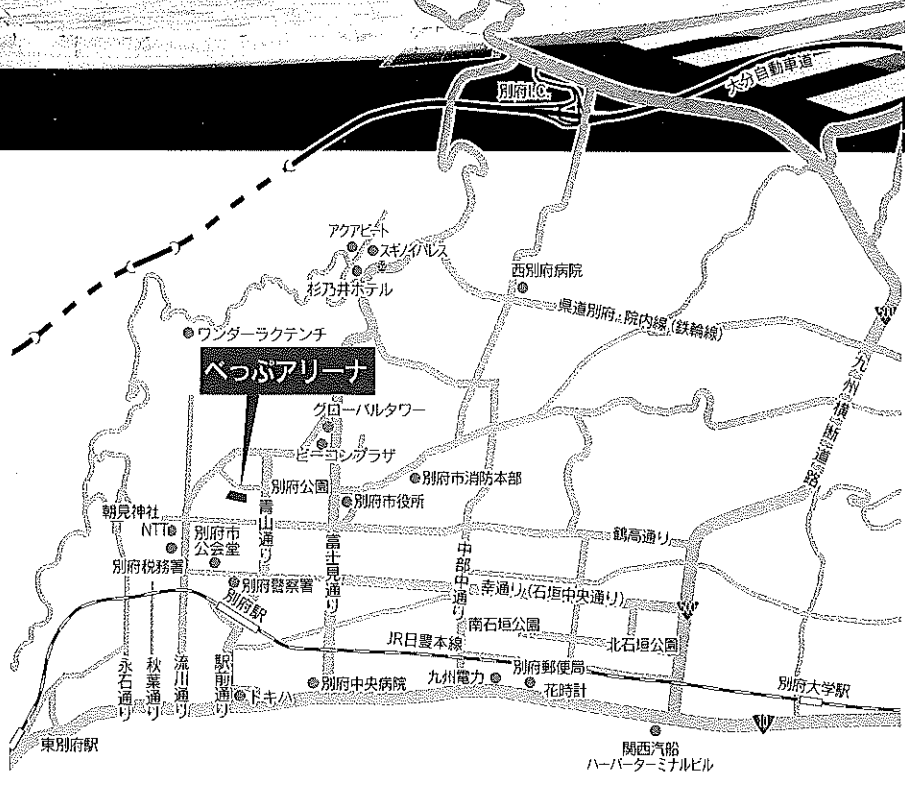 大分自動車道
別府I.C.
アクアビート
スギノイパレス
杉乃井ホテル
西別府病院
県道別府・院内線(鉄輪線)
ワンダーラクテンチ
べっぷアリーナ
九州横断道路
グローバルタワー
ビーコンプラザ
別府市消防本部
別府公園
別府市役所
朝見神社
NTT
別府市
公会堂
青山通り
鶴高通り
別府税務署
富士見通り
中部中通り
別府警察署
幸通り(石垣中央通り)
別府駅
南石垣公園
北石垣公園
JR日豊本線
永石通り
秋葉通り
流川通り
駅前通り
トキハ
別府中央病院
九州電力
別府郵便局
花時計
別府大学駅
10
東別府駅
関西汽船
ハーバーターミナルビル